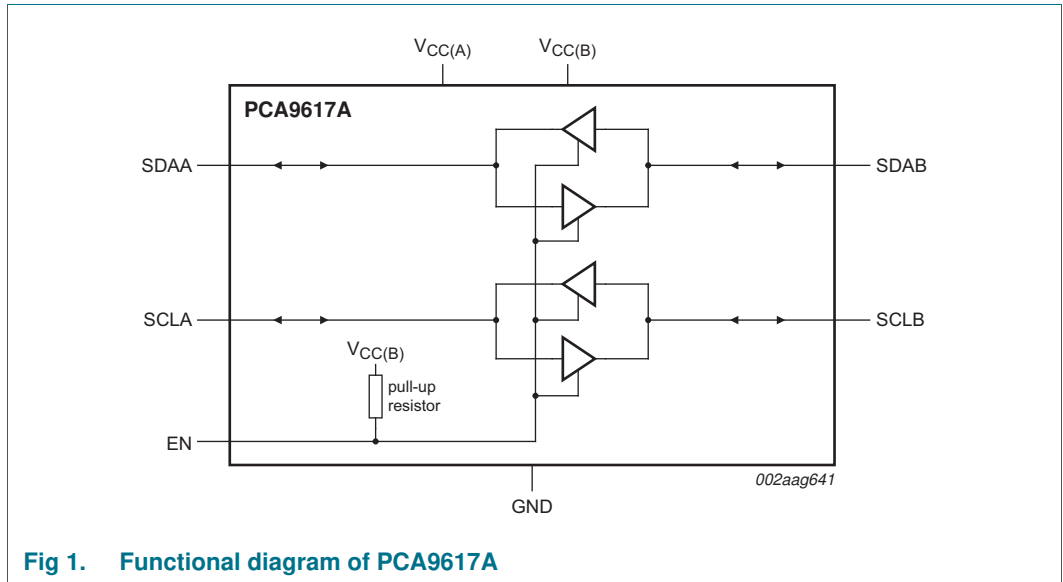 VCC(A) VCC(B)
PCA9617A
SDAA SDAB
SCLA SCLB
VCC(B)
pull-up
resistor
EN
002aag641
GND
Fig 1. Functional diagram of PCA9617A